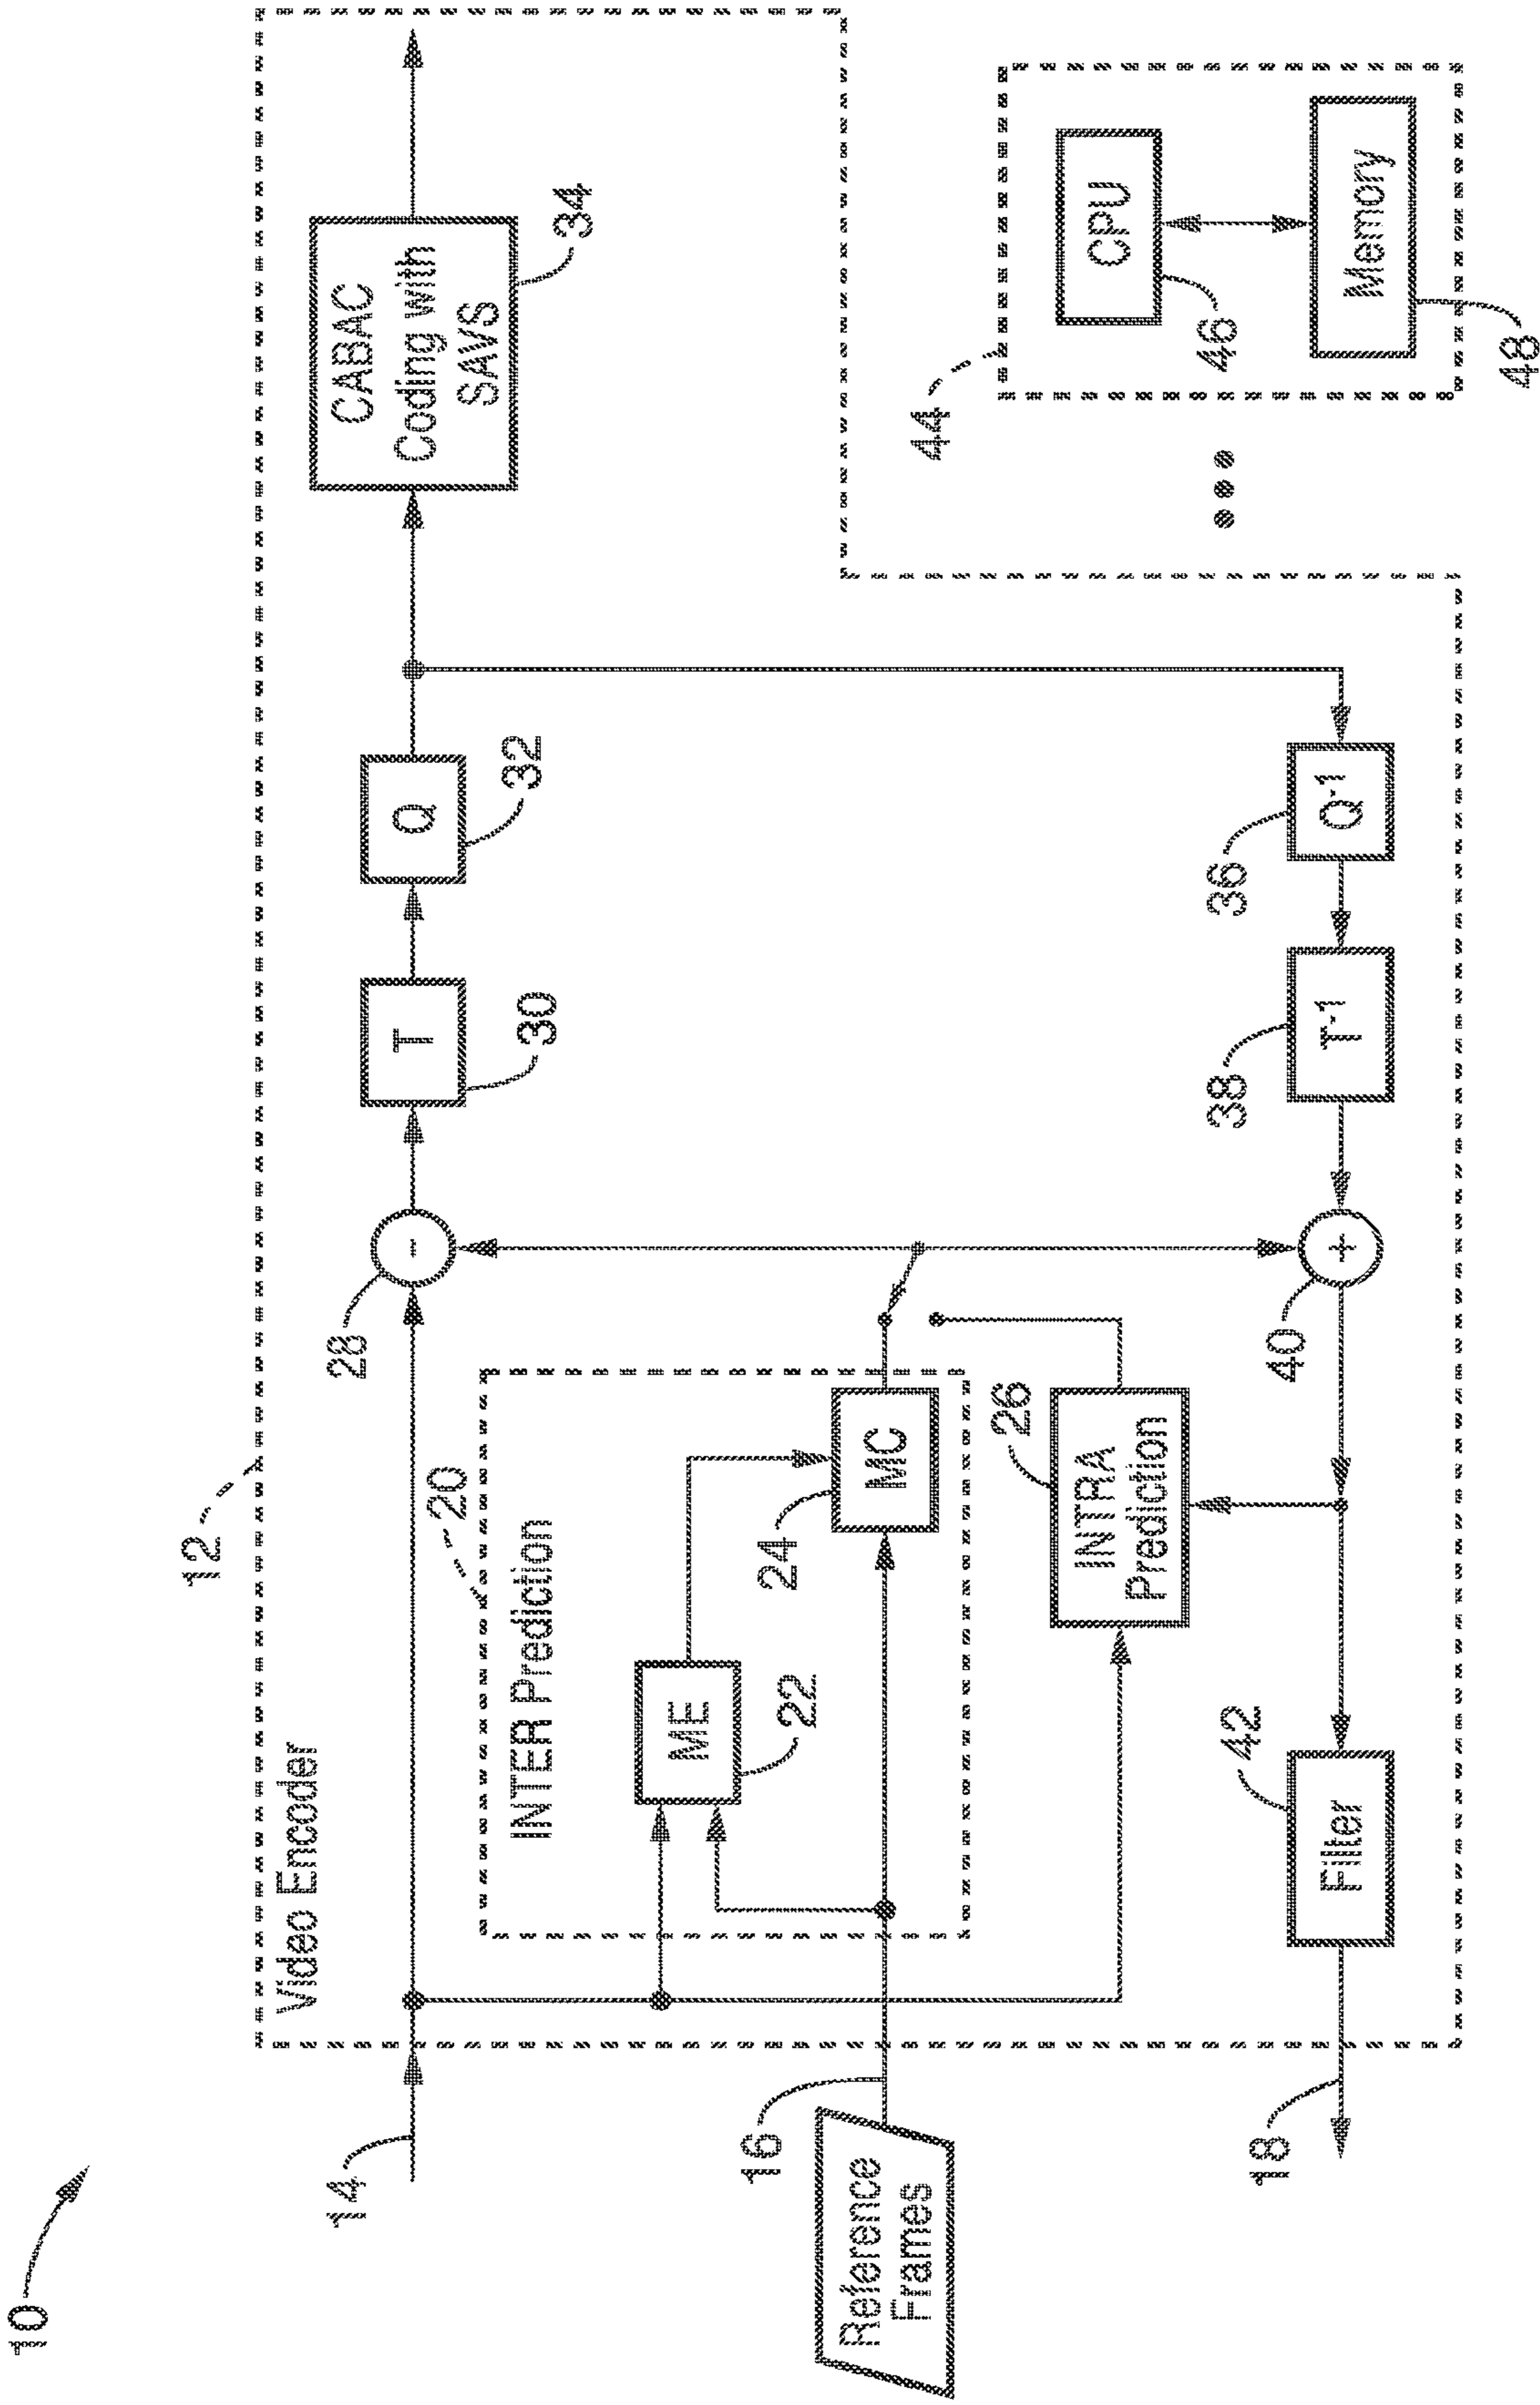 10
12
Video Encoder
14
28
-
T
30
Q
32
CABAC
Coding with
SAVS
34
20
INTER Prediction
ME
22
24
MC
16
Reference
Frames
26
INTRA
Prediction
44
CPU
46
Memory
48
18
42
Filter
40
+
38
T-1
36
Q-1